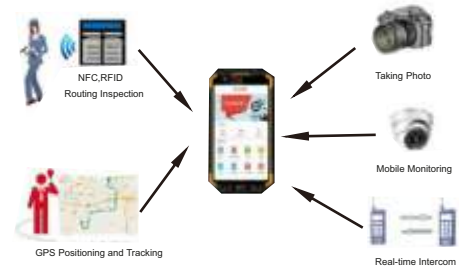 NFC,RFID
Routing Inspection
Taking Photo
Mobile Monitoring
GPS Positioning and Tracking
Real-time Intercom